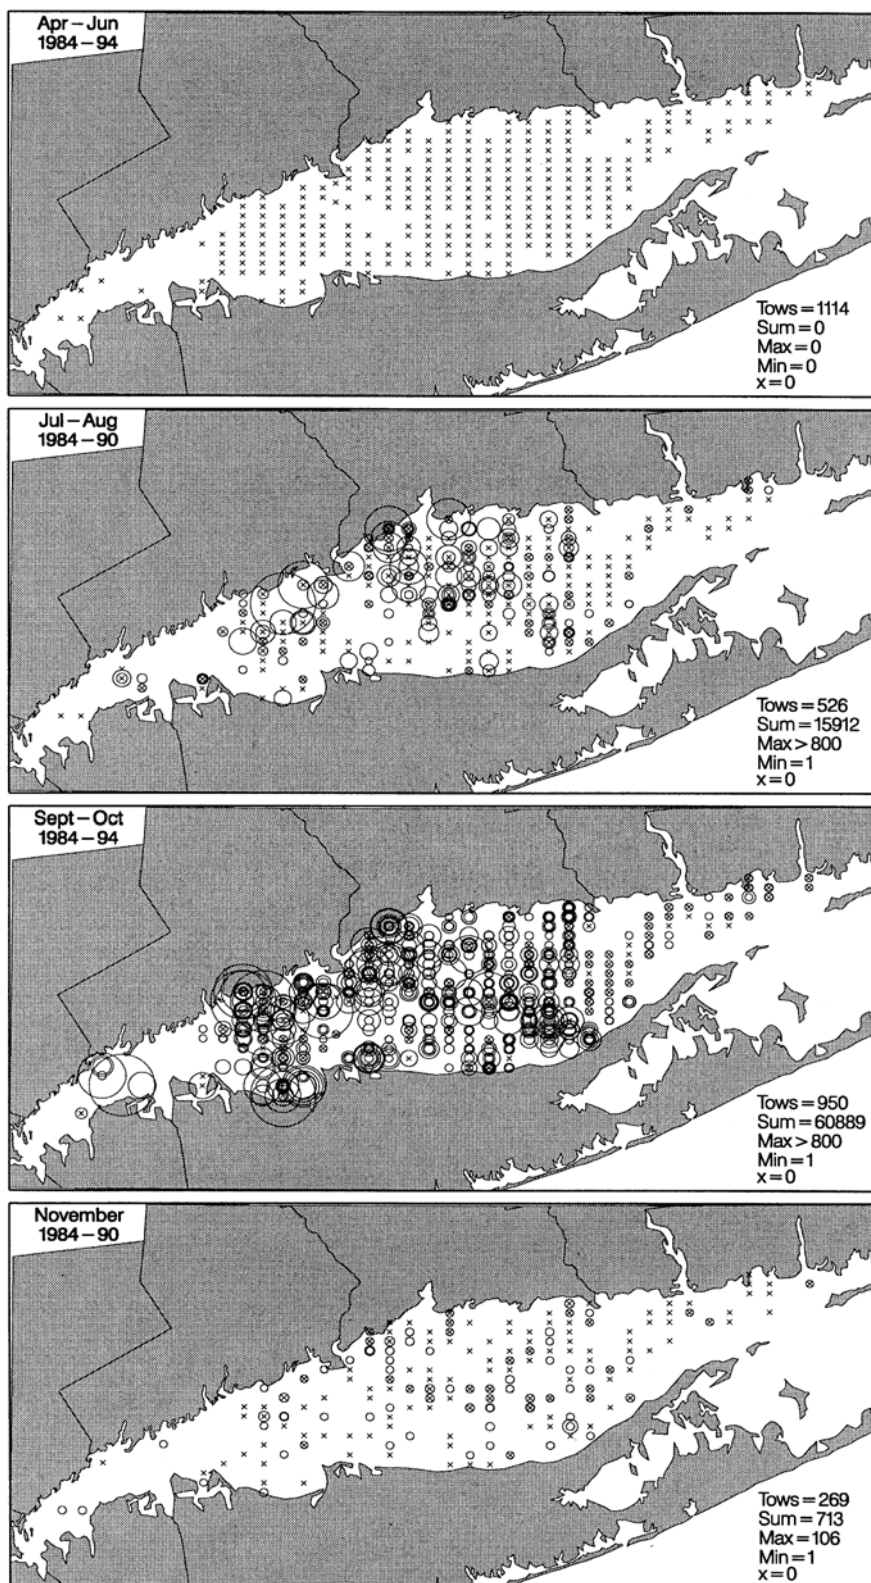 Apr–Jun
1984–94
Tows=1114
Sum=0
Max=0
Min=0
x=0
Jul–Aug
1984–90
Tows=526
Sum=15912
Max>800
Min=1
x=0
Sept–Oct
1984–94
Tows=950
Sum=60889
Max>800
Min=1
x=0
November
1984–90
Tows=269
Sum=713
Max=106
Min=1
x=0